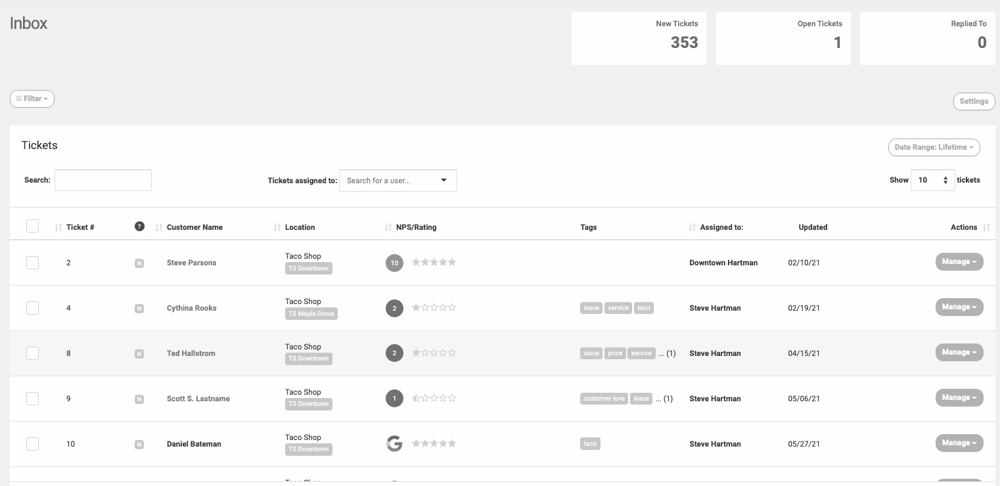 Inbox
New Tickets
353
Open Tickets
1
Replied To
0
Filter
Settings
Tickets
Date Range: Lifetime
Search:
Tickets assigned to: Search for a user...
Show 10 tickets
Ticket # ? Customer Name Location NPS/Rating Tags Assigned to: Updated Actions
2 N Steve Parsons Taco Shop 10 Downtown Hartman 02/10/21 Manage
TS Downtown
4 N Cythina Rooks Taco Shop 2 issue service taco Steve Hartman 02/19/21 Manage
TS Maple Grove
8 N Ted Hallstrom Taco Shop 2 issue price service ... (1) Steve Hartman 04/15/21 Manage
TS Downtown
9 N Scott S. Lastname Taco Shop 1 customer love issue ... (1) Steve Hartman 05/06/21 Manage
TS Downtown
10 N Daniel Bateman Taco Shop G taco Steve Hartman 05/27/21 Manage
TS Downtown